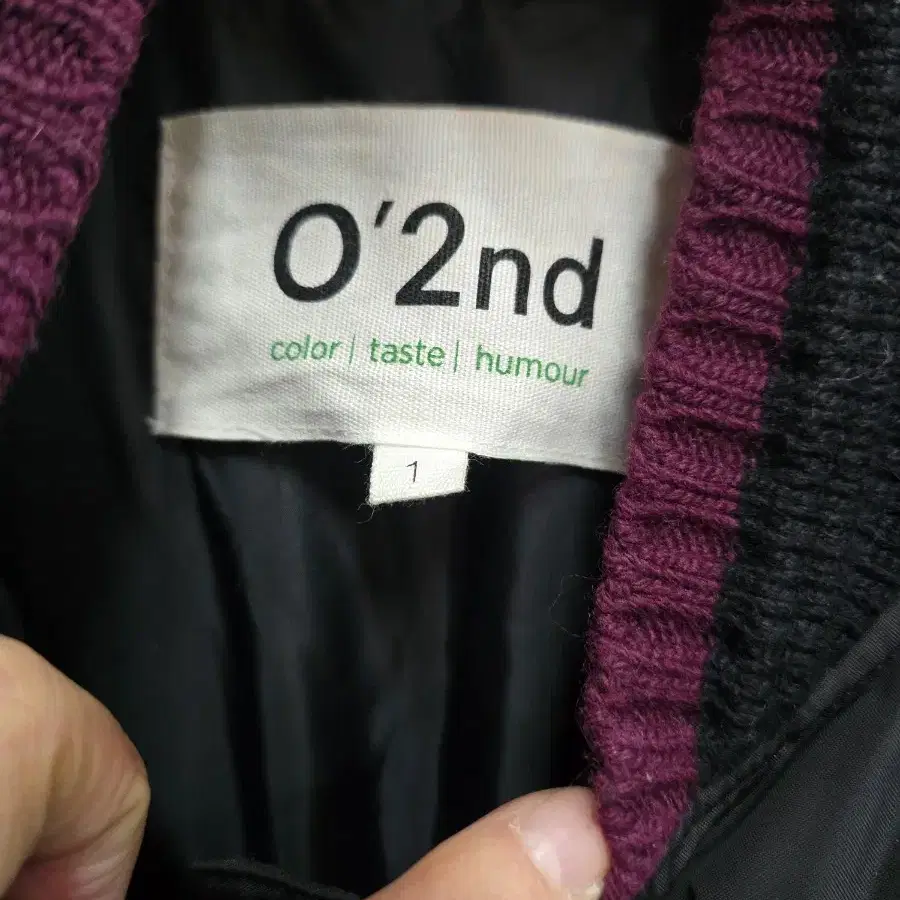 O'2nd
color | taste | humour
1